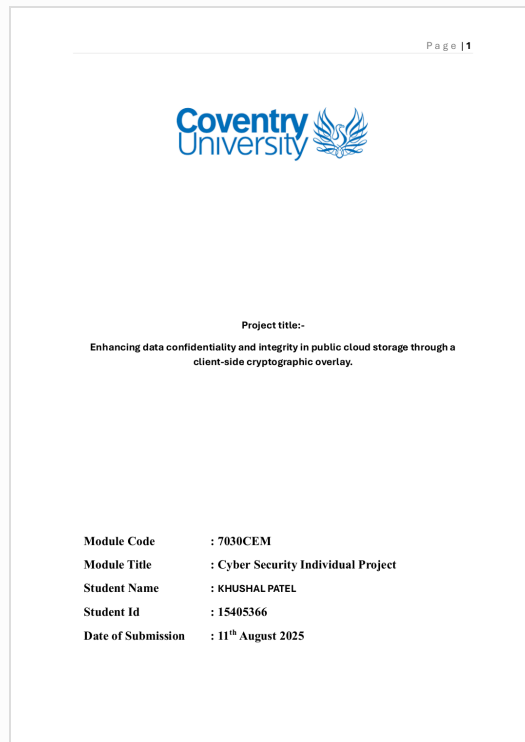 Page | 1
Coventry
University
Project title:-
Enhancing data confidentiality and integrity in public cloud storage through a
client-side cryptographic overlay.
Module Code : 7030CEM
Module Title : Cyber Security Individual Project
Student Name : KHUSHAL PATEL
Student Id : 15405366
Date of Submission : 11th August 2025